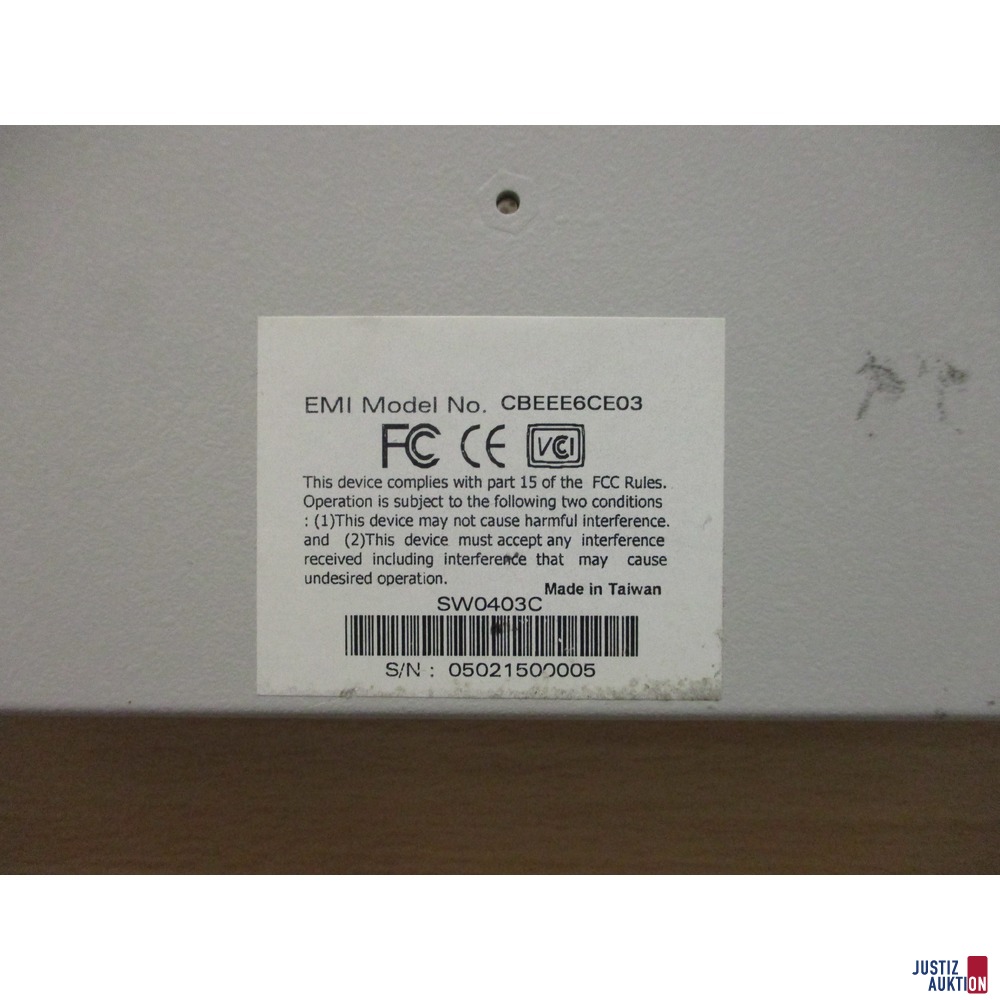 EMI Model No. CBEEE6CE03
FC CE VCI
This device complies with part 15 of the FCC Rules.
Operation is subject to the following two conditions
: (1)This device may not cause harmful interference.
and (2)This device must accept any interference
received including interference that may cause
undesired operation.
Made in Taiwan
SW0403C
S/N : 05021500005
JUSTIZ
AUKTION